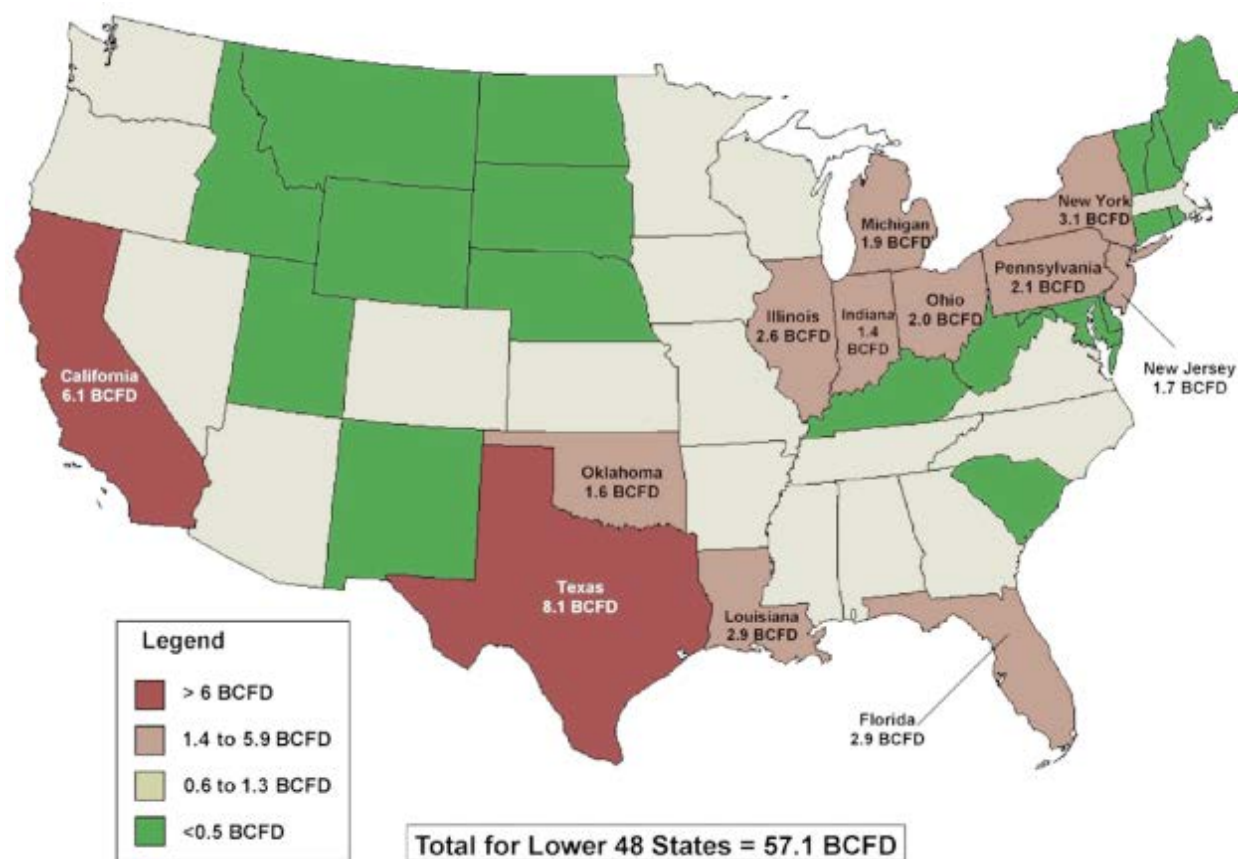 New York
3.1 BCFD
Michigan
1.9 BCFD
Pennsylvania
2.1 BCFD
Ohio
2.0 BCFD
Illinois
2.6 BCFD
Indiana
1.4
BCFD
New Jersey
1.7 BCFD
California
6.1 BCFD
Oklahoma
1.6 BCFD
Texas
8.1 BCFD
Louisiana
2.9 BCFD
Florida
2.9 BCFD
Legend
> 6 BCFD
1.4 to 5.9 BCFD
0.6 to 1.3 BCFD
<0.5 BCFD
Total for Lower 48 States = 57.1 BCFD